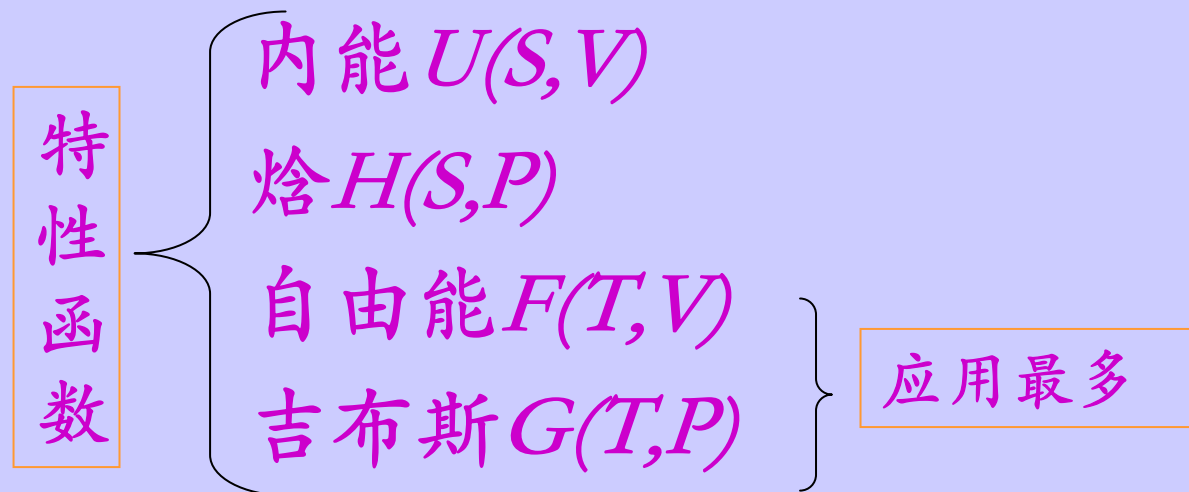 特性函数
内能U(S,V)
焓H(S,P)
自由能F(T,V)
吉布斯G(T,P)
应用最多